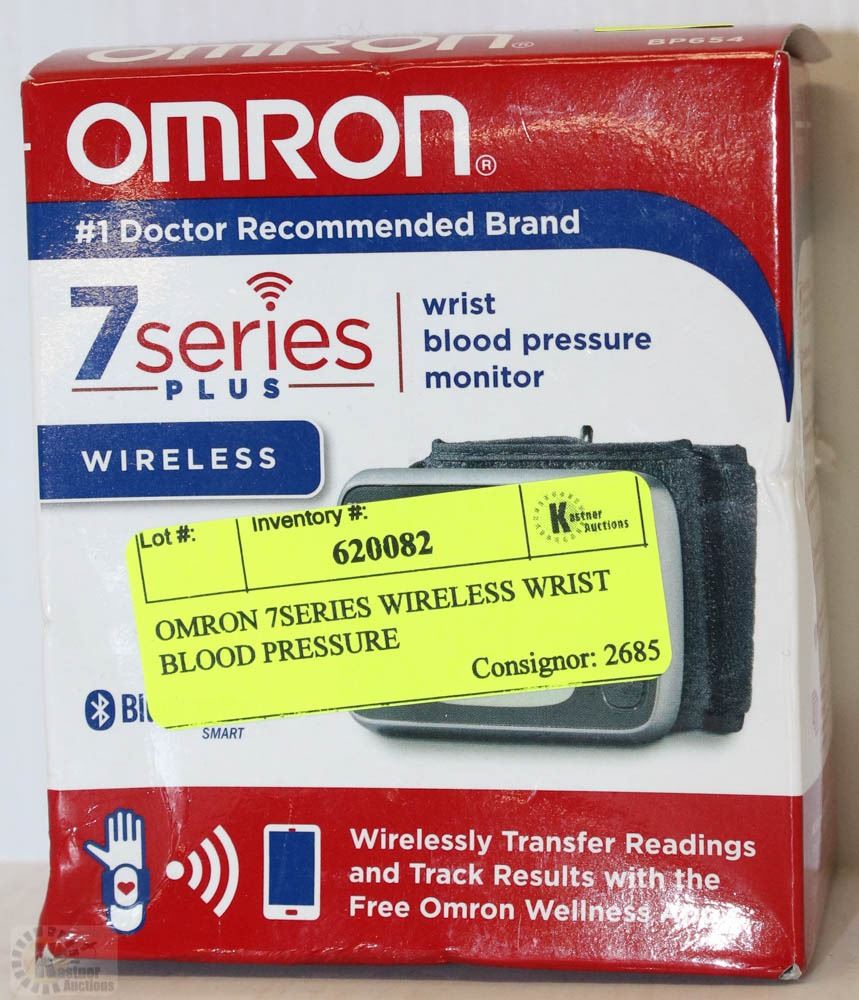 OMRON®
BP654
OMRON®
#1 Doctor Recommended Brand
7series
PLUS
wrist
blood pressure
monitor
WIRELESS
Lot #:
Inventory #:
620082
Kastner
Auctions
OMRON 7SERIES WIRELESS WRIST
BLOOD PRESSURE
Consignor: 2685
SMART
Wirelessly Transfer Readings
and Track Results with the
Free Omron Wellness App
Kastner
Auctions